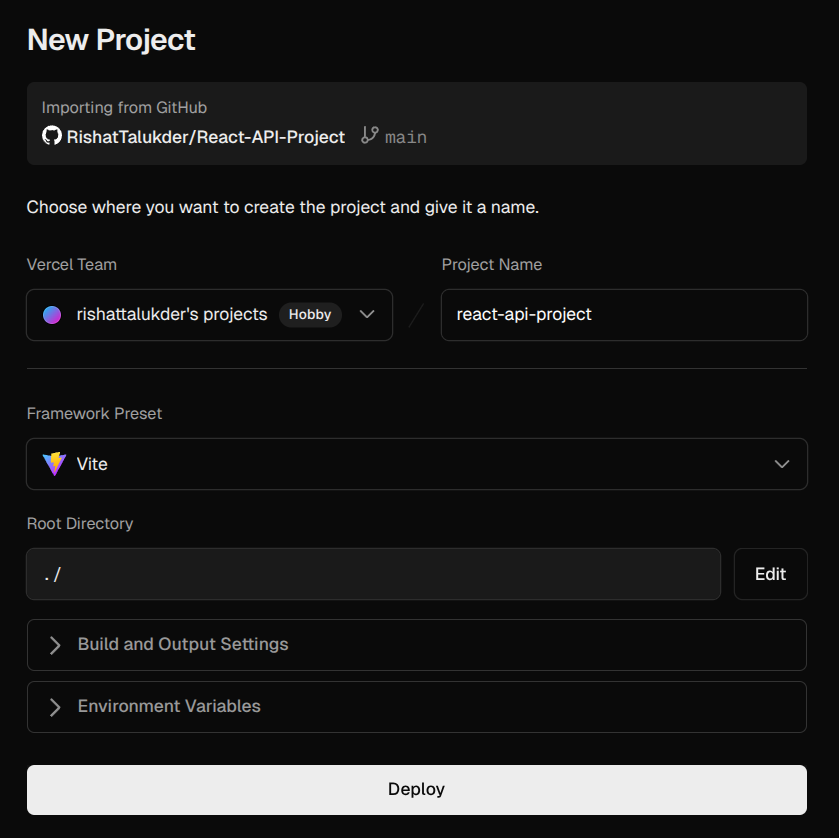 New Project
Importing from GitHub
RishatTalukder/React-API-Project main
Choose where you want to create the project and give it a name.
Vercel Team
Project Name
rishattalukder's projects Hobby
react-api-project
Framework Preset
Vite
Root Directory
./
Edit
Build and Output Settings
Environment Variables
Deploy